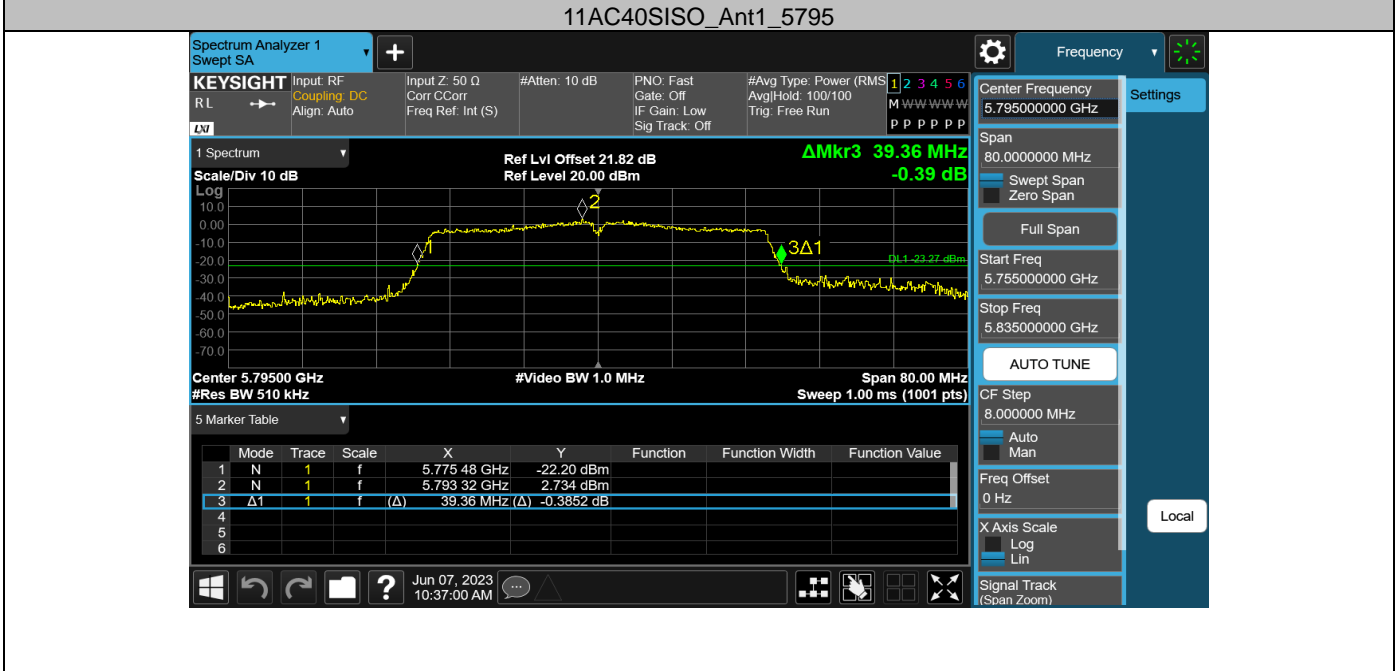 11AC40SISO_Ant1_5795
Spectrum Analyzer 1
Swept SA
+
Frequency
KEYSIGHT
RL
LXI
Input: RF
Coupling: DC
Align: Auto
Input Z: 50 Ω
Corr CCorr
Freq Ref: Int (S)
#Atten: 10 dB
PNO: Fast
Gate: Off
IF Gain: Low
Sig Track: Off
#Avg Type: Power (RMS
Avg|Hold: 100/100
Trig: Free Run
1 2 3 4 5 6
M W W W W W
P P P P P P
1 Spectrum
Scale/Div 10 dB
Ref Lvl Offset 21.82 dB
Ref Level 20.00 dBm
ΔMkr3 39.36 MHz
-0.39 dB
Log
10.0
0.00
-10.0
-20.0
-30.0
-40.0
-50.0
-60.0
-70.0
1
2
3Δ1
DL1 -23.27 dBm
Center 5.79500 GHz
#Video BW 1.0 MHz
Span 80.00 MHz
#Res BW 510 kHz
Sweep 1.00 ms (1001 pts)
5 Marker Table
Mode Trace Scale X Y Function Function Width Function Value
1 N 1 f 5.775 48 GHz -22.20 dBm
2 N 1 f 5.793 32 GHz 2.734 dBm
3 Δ1 1 f (Δ) 39.36 MHz (Δ) -0.3852 dB
4
5
6
Jun 07, 2023
10:37:00 AM
?
Center Frequency
5.795000000 GHz
Settings
Span
80.0000000 MHz
Swept Span
Zero Span
Full Span
Start Freq
5.755000000 GHz
Stop Freq
5.835000000 GHz
AUTO TUNE
CF Step
8.000000 MHz
Auto
Man
Freq Offset
0 Hz
Local
X Axis Scale
Log
Lin
Signal Track
(Span Zoom)